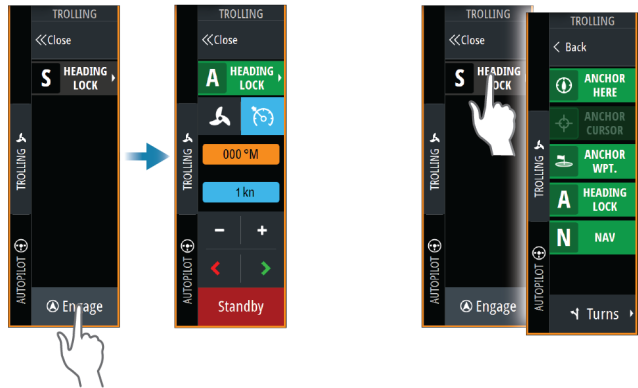 TROLLING
Close
S HEADING
LOCK
TROLLING
AUTOPILOT
Engage
TROLLING
Close
A HEADING
LOCK
000 °M
1 kn
- +
< >
TROLLING
AUTOPILOT
Standby
TROLLING
Close
S HEADING
LOCK
TROLLING
AUTOPILOT
Engage
TROLLING
Back
ANCHOR
HERE
ANCHOR
CURSOR
ANCHOR
WPT.
A HEADING
LOCK
N NAV
TROLLING
AUTOPILOT
Turns